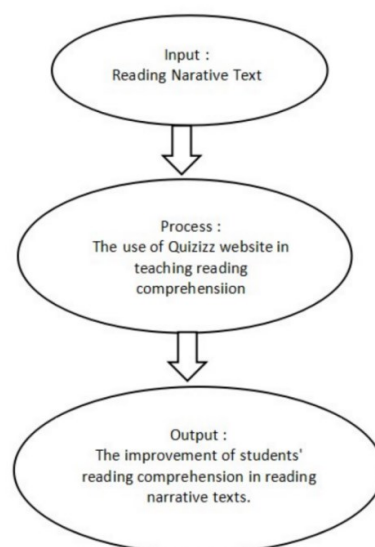 Input :
Reading Narative Text
Process :
The use of Quizizz website in
teaching reading
comprehensiion
Output :
The improvement of students'
reading comprehension in reading
narrative texts.